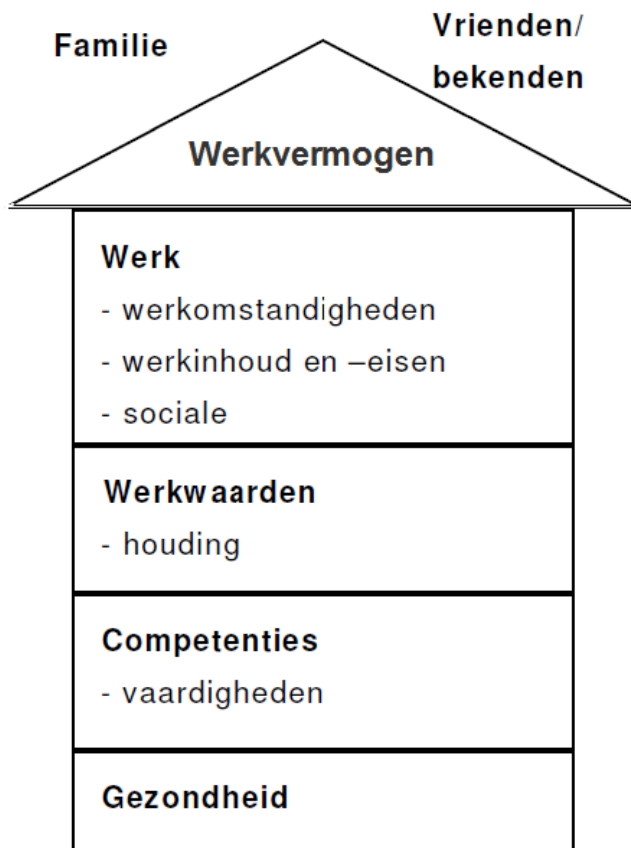 Familie
Vrienden/
bekenden
Werkvermogen
Werk
- werkomstandigheden
- werkinhoud en –eisen
- sociale
Werkwaarden
- houding
Competenties
- vaardigheden
Gezondheid